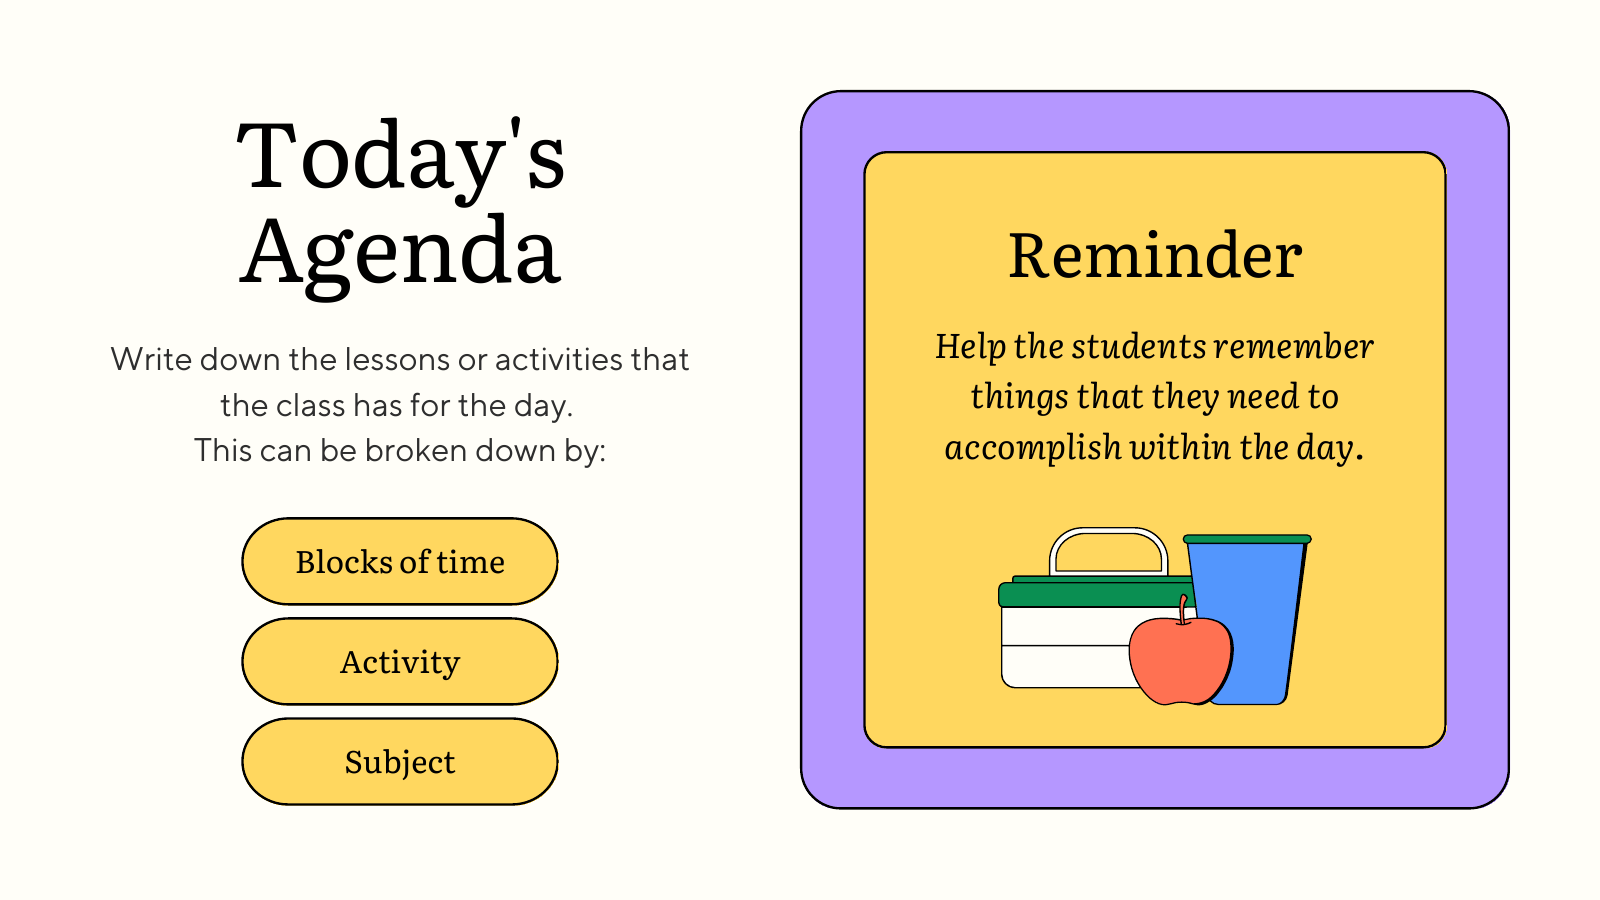 Today's
Agenda
Write down the lessons or activities that
the class has for the day.
This can be broken down by:
Blocks of time
Activity
Subject
Reminder
Help the students remember
things that they need to
accomplish within the day.